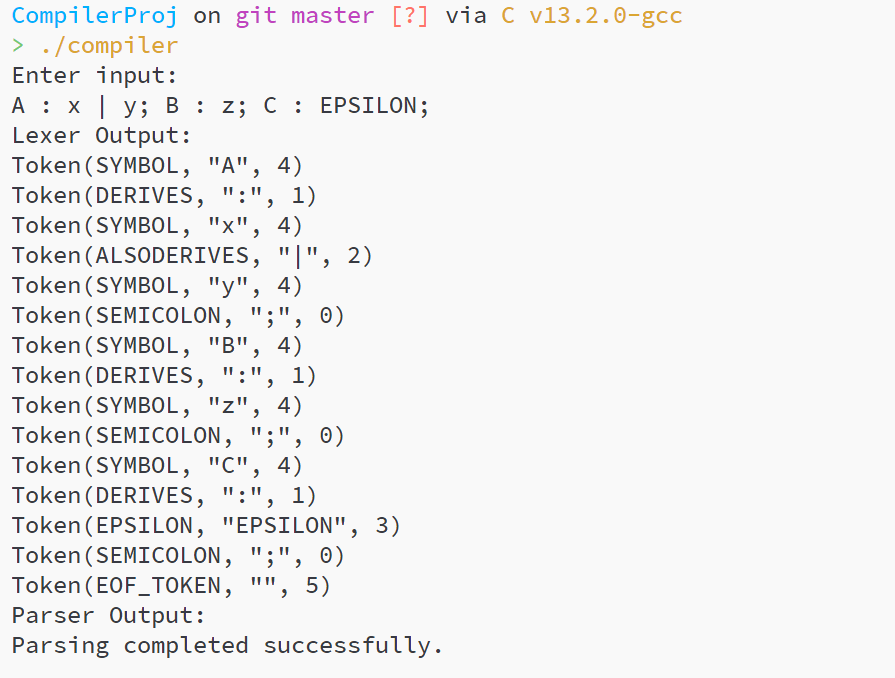 CompilerProj on git master [?] via C v13.2.0-gcc
> ./compiler
Enter input:
A : x | y; B : z; C : EPSILON;
Lexer Output:
Token(SYMBOL, "A", 4)
Token(DERIVES, ":", 1)
Token(SYMBOL, "x", 4)
Token(ALSODERIVES, "|", 2)
Token(SYMBOL, "y", 4)
Token(SEMICOLON, ";", 0)
Token(SYMBOL, "B", 4)
Token(DERIVES, ":", 1)
Token(SYMBOL, "z", 4)
Token(SEMICOLON, ";", 0)
Token(SYMBOL, "C", 4)
Token(DERIVES, ":", 1)
Token(EPSILON, "EPSILON", 3)
Token(SEMICOLON, ";", 0)
Token(EOF_TOKEN, "", 5)
Parser Output:
Parsing completed successfully.